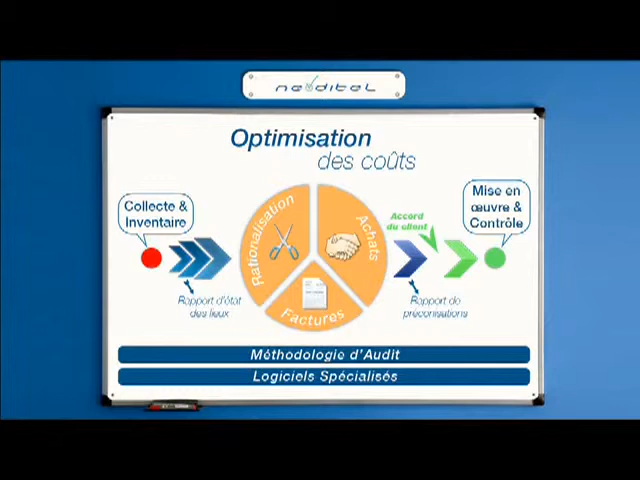 neoditel
Optimisation
des coûts
Collecte &
Inventaire
Rapport d'état
des lieux
Rationalisation
Achats
Factures
Accord
du client
Rapport de
préconisations
Mise en
œuvre &
Contrôle
Méthodologie d'Audit
Logiciels Spécialisés